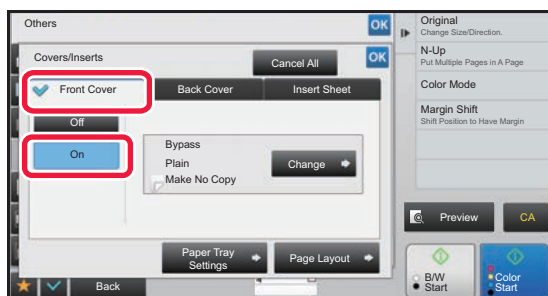 Others
OK
Covers/Inserts
Cancel All
OK
Front Cover
Back Cover
Insert Sheet
Off
On
Bypass
Plain
Make No Copy
Change
Paper Tray
Settings
Page Layout
Back
Original
Change Size/Direction.
N-Up
Put Multiple Pages in A Page
Color Mode
Margin Shift
Shift Position to Have Margin
Preview
CA
B/W
Start
Color
Start